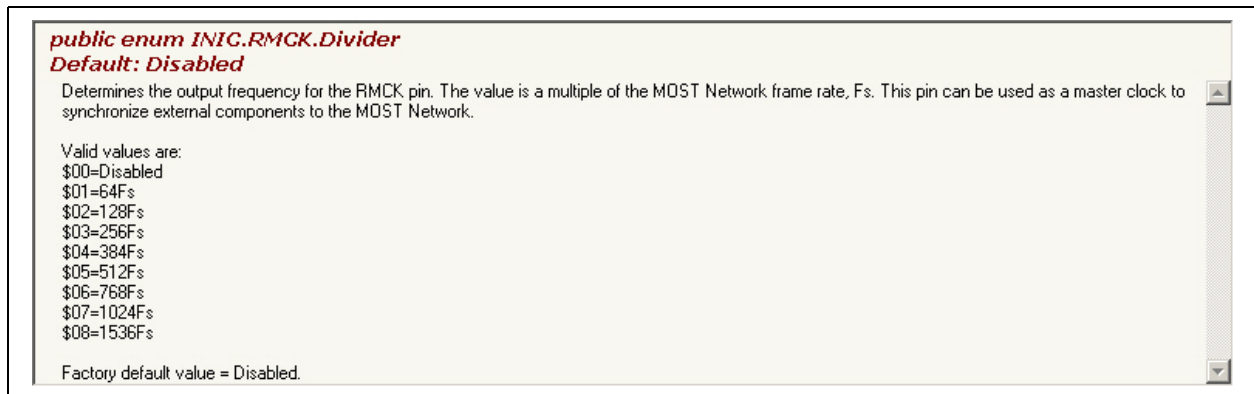 public enum INIC.RMCK.Divider
Default: Disabled
Determines the output frequency for the RMCK pin. The value is a multiple of the MOST Network frame rate, Fs. This pin can be used as a master clock to
synchronize external components to the MOST Network.
Valid values are:
$00=Disabled
$01=64Fs
$02=128Fs
$03=256Fs
$04=384Fs
$05=512Fs
$06=768Fs
$07=1024Fs
$08=1536Fs
Factory default value = Disabled.